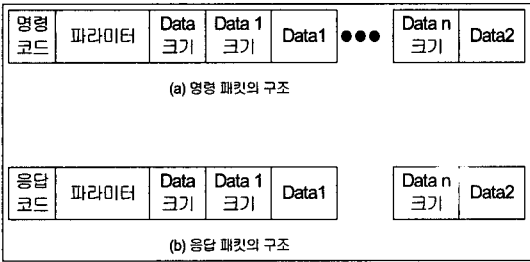 명령 코드 파라미터 Data 크기 Data 1 크기 Data1 ●●● Data n 크기 Data2
(a) 명령 패킷의 구조
응답 코드 파라미터 Data 크기 Data 1 크기 Data1 Data n 크기 Data2
(b) 응답 패킷의 구조